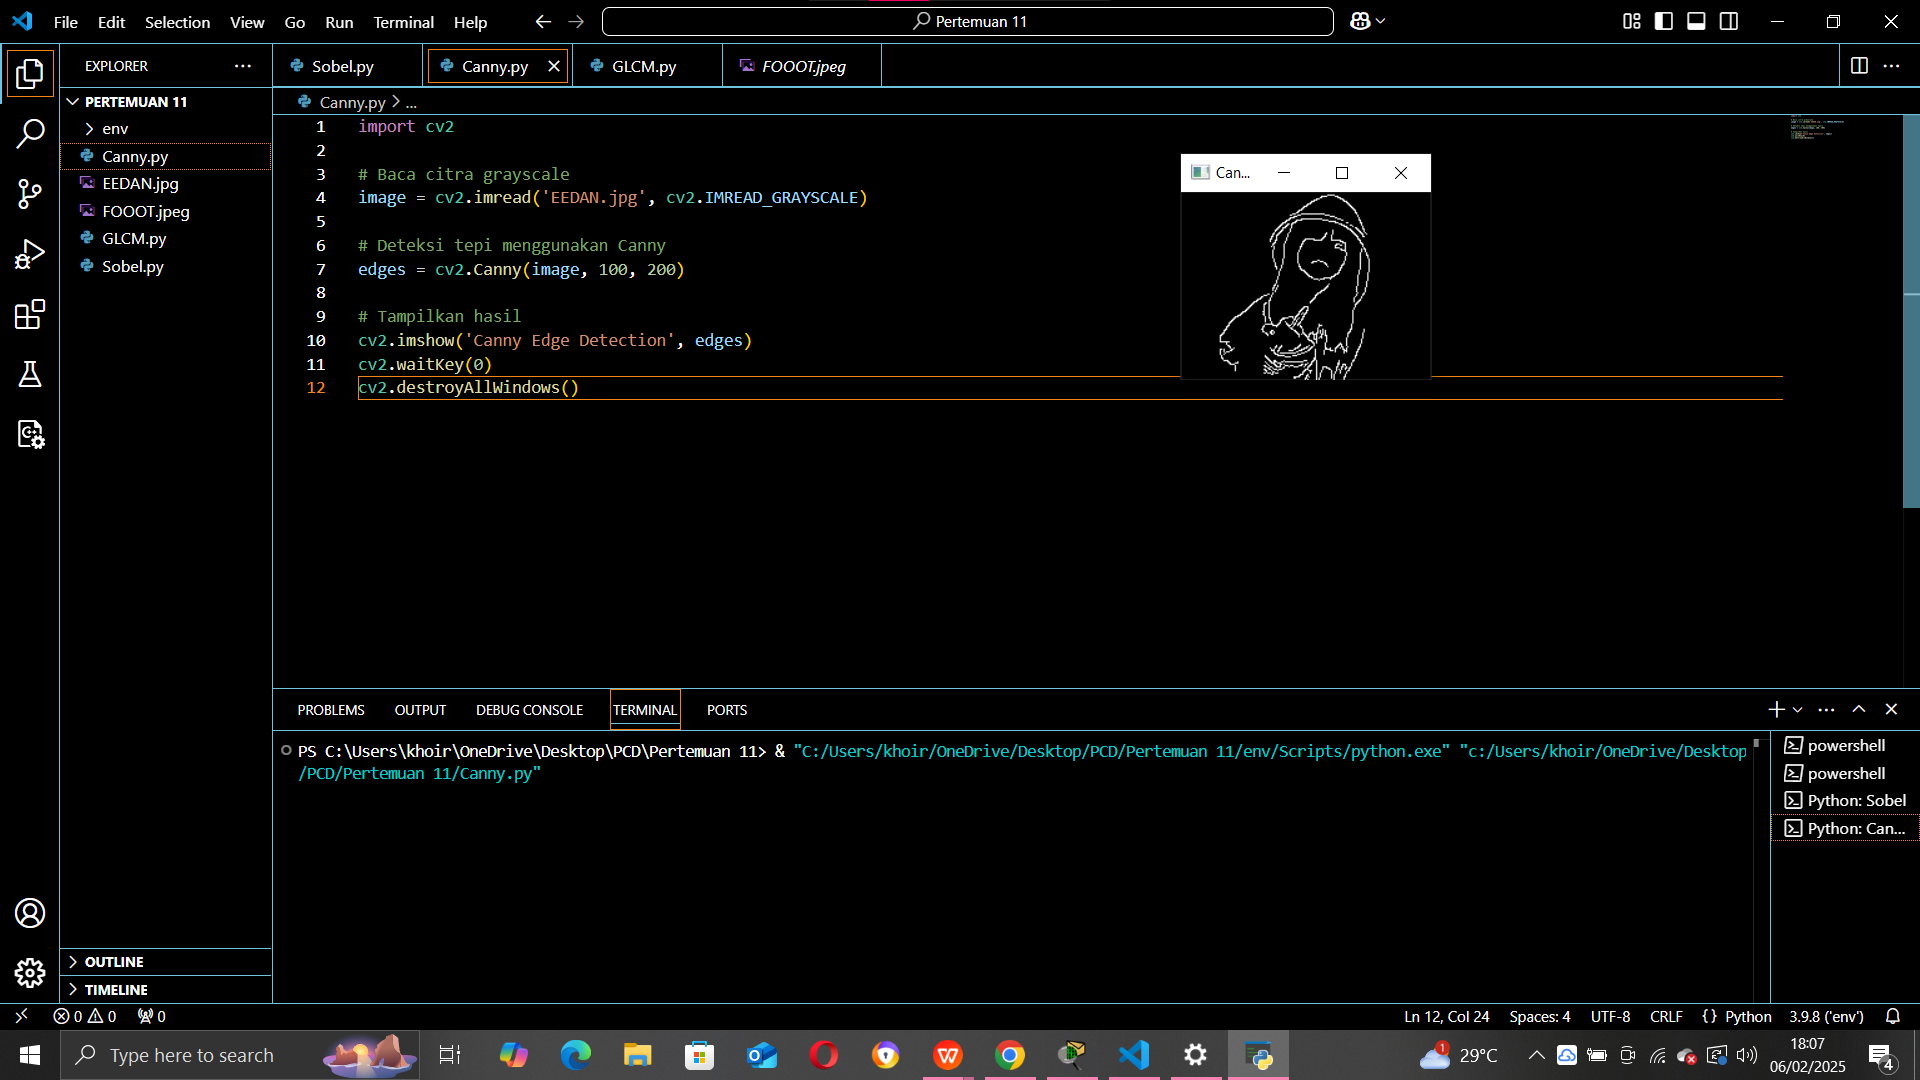 File Edit Selection View Go Run Terminal Help
Pertemuan 11
EXPLORER
Sobel.py
Canny.py
GLCM.py
FOOOT.jpeg
PERTEMUAN 11
env
Canny.py
EEDAN.jpg
FOOOT.jpeg
GLCM.py
Sobel.py
Canny.py > ...
1 import cv2
2
3 # Baca citra grayscale
4 image = cv2.imread('EEDAN.jpg', cv2.IMREAD_GRAYSCALE)
5
6 # Deteksi tepi menggunakan Canny
7 edges = cv2.Canny(image, 100, 200)
8
9 # Tampilkan hasil
10 cv2.imshow('Canny Edge Detection', edges)
11 cv2.waitKey(0)
12 cv2.destroyAllWindows()
Can...
PROBLEMS OUTPUT DEBUG CONSOLE TERMINAL PORTS
PS C:\Users\khoir\OneDrive\Desktop\PCD\Pertemuan 11> & "C:/Users/khoir/OneDrive/Desktop/PCD/Pertemuan 11/env/Scripts/python.exe" "c:/Users/khoir/OneDrive/Desktop
/PCD/Pertemuan 11/Canny.py"
powershell
powershell
Python: Sobel
Python: Can...
OUTLINE
TIMELINE
0 0 0
Ln 12, Col 24 Spaces: 4 UTF-8 CRLF {} Python 3.9.8 ('env')
Type here to search
1
29°C
18:07
06/02/2025
4